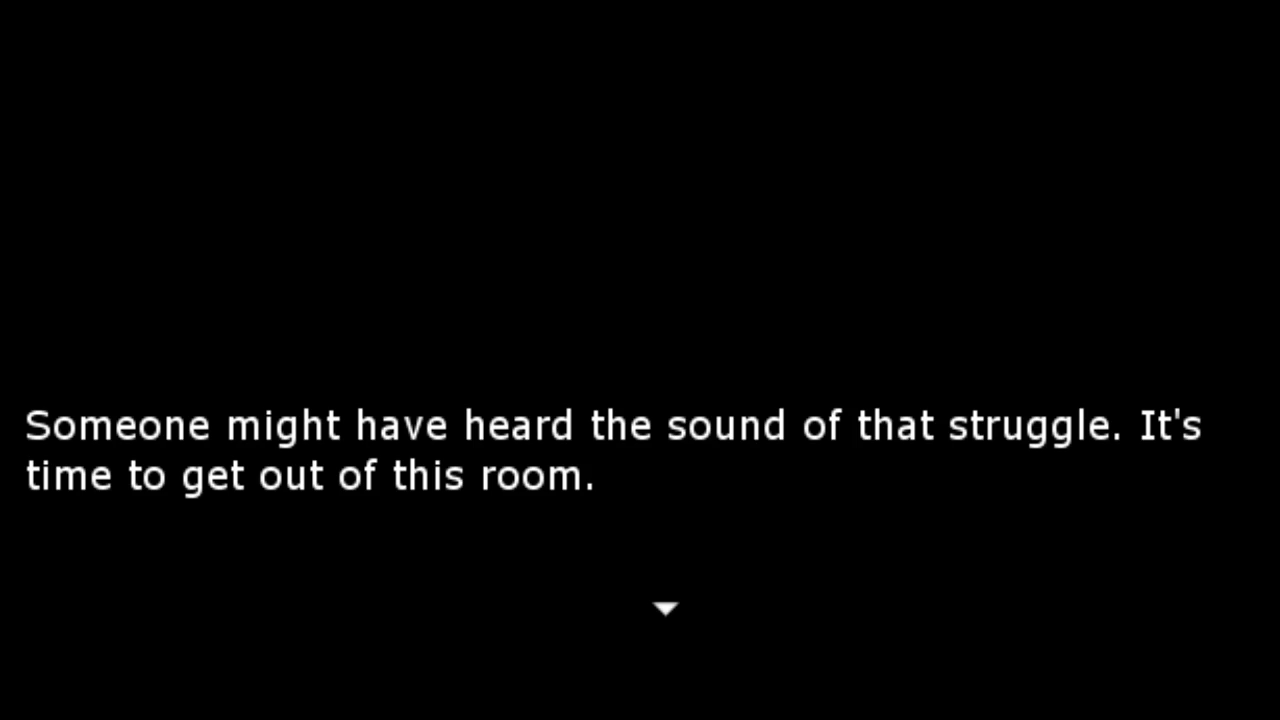 Someone might have heard the sound of that struggle. It's
time to get out of this room.